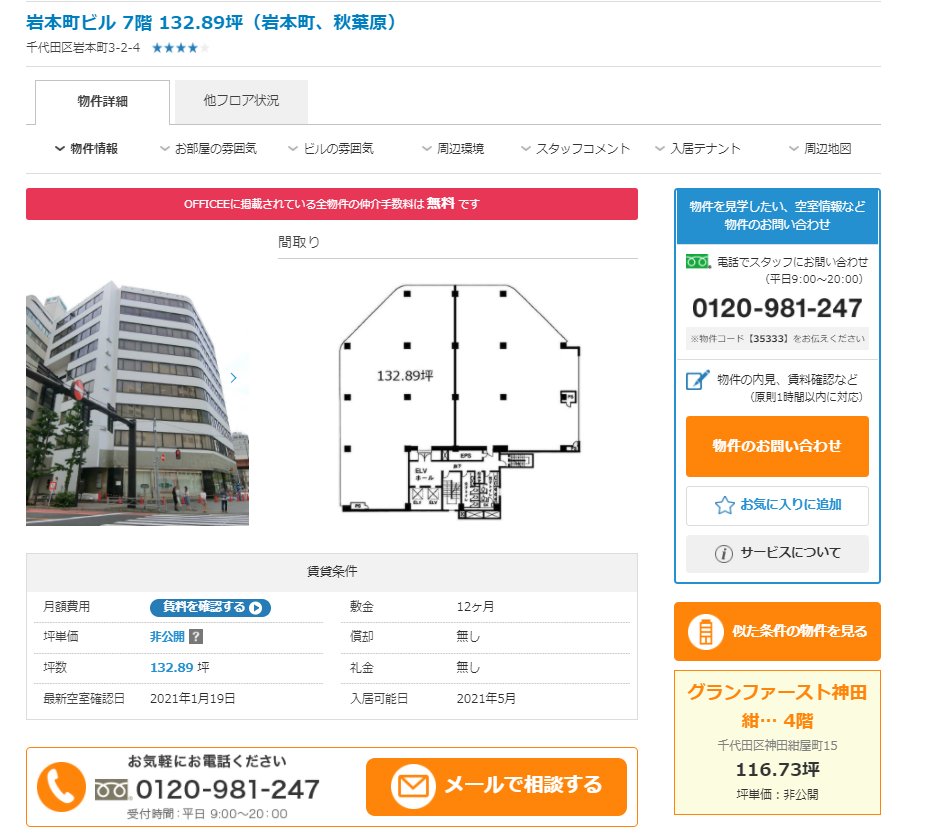 岩本町ビル 7階 132.89坪（岩本町、秋葉原）
千代田区岩本町3-2-4 ★★★★★
物件詳細
他フロア状況
物件情報
お部屋の雰囲気
ビルの雰囲気
周辺環境
スタッフコメント
入居テナント
周辺地図
OFFICEEに掲載されている全物件の仲介手数料は 無料 です
間取り
132.89坪
PS
EPS
廊下
ELV
ホール
ELV
ELV
PS
賃貸条件
月額費用 賃料を確認する
敷金 12ヶ月
坪単価 非公開 ?
償却 無し
坪数 132.89 坪
礼金 無し
最新空室確認日 2021年1月19日
入居可能日 2021年5月
お気軽にお電話ください
0120-981-247
受付時間：平日 9:00〜20：00
メールで相談する
物件を見学したい、空室情報など
物件のお問い合わせ
電話でスタッフにお問い合わせ
（平日9:00〜20:00）
0120-981-247
※物件コード【35333】をお伝えください
物件の内見、賃料確認など
（原則1時間以内に対応）
物件のお問い合わせ
お気に入りに追加
サービスについて
似た条件の物件を見る
グランファースト神田
紺… 4階
千代田区神田紺屋町15
116.73坪
坪単価：非公開